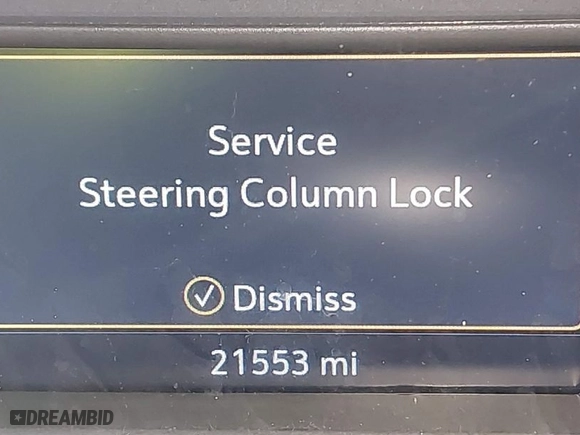 Service
Steering Column Lock
Dismiss
21553 mi
DREAMBID